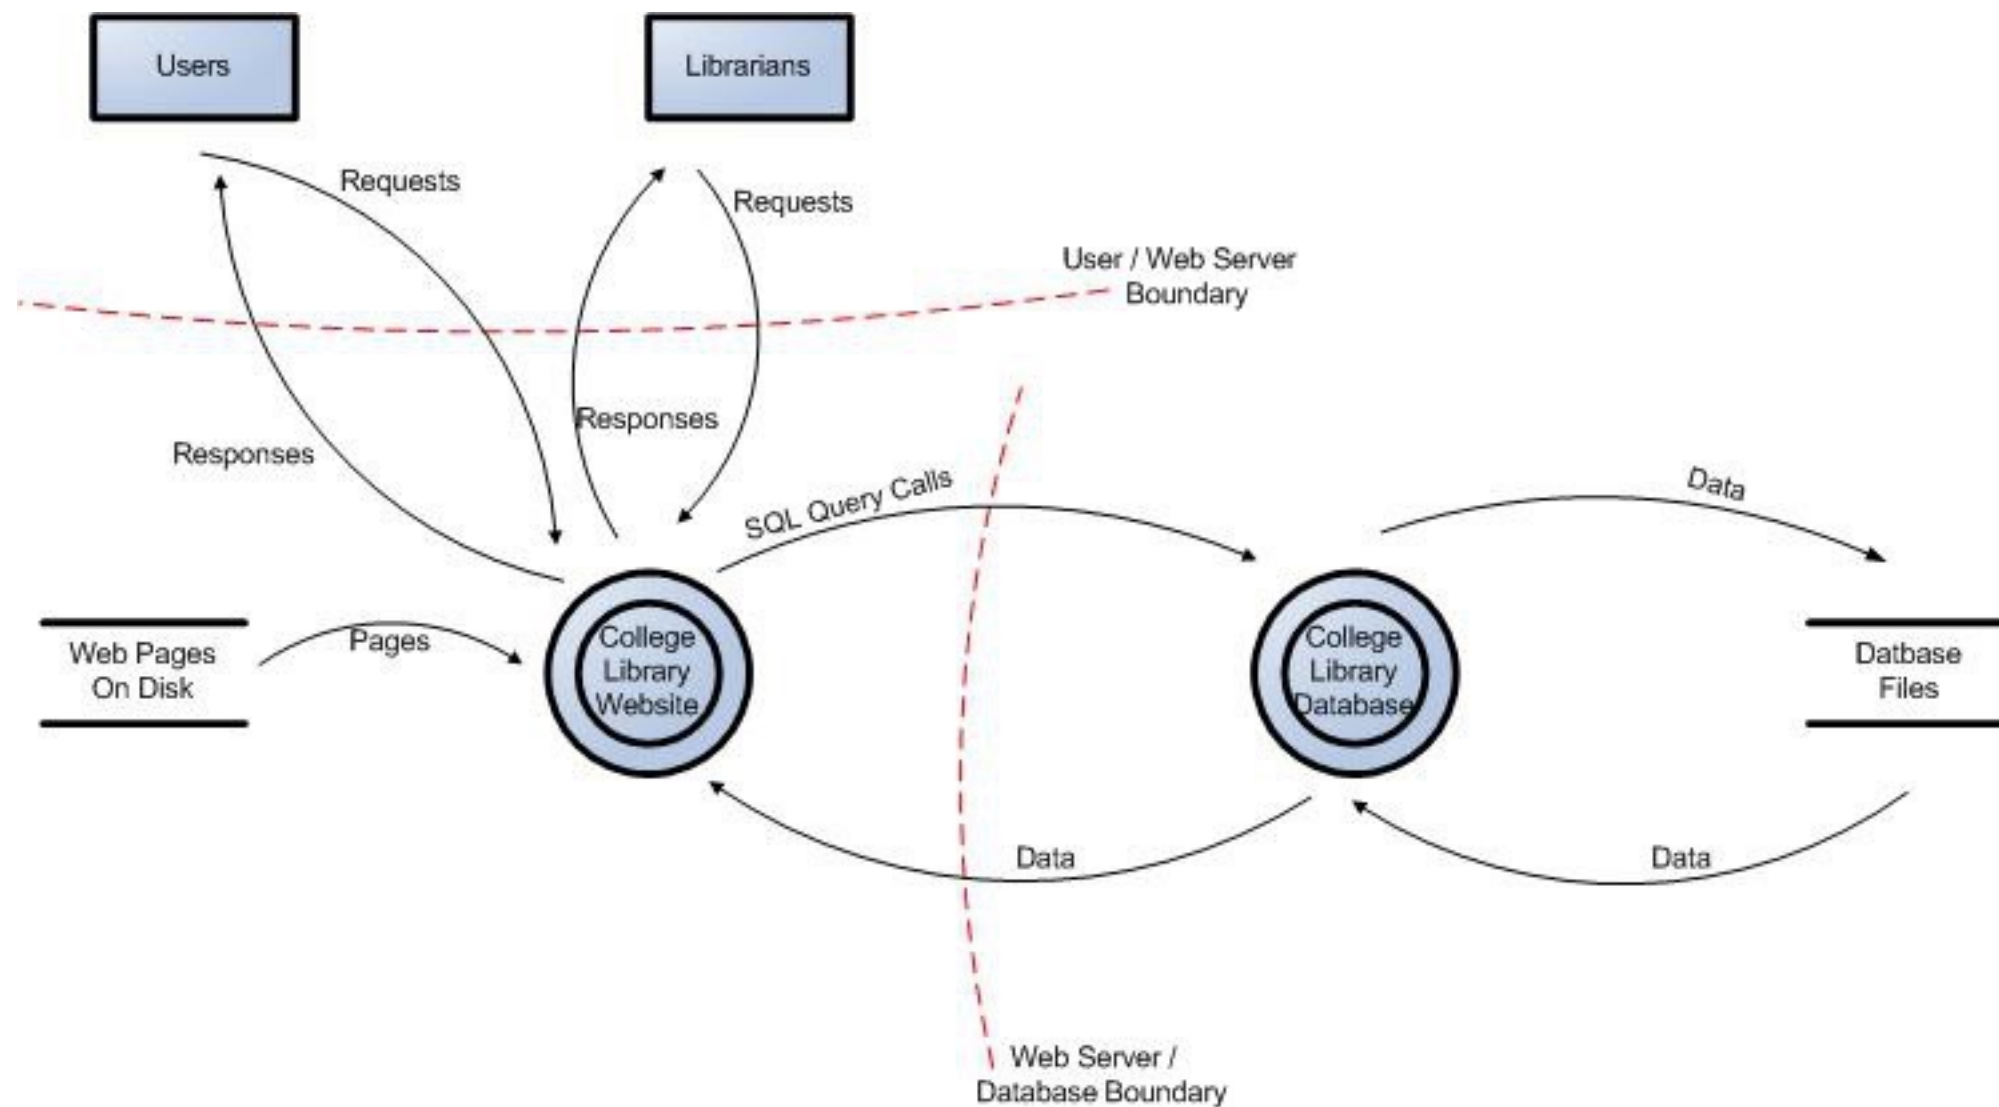 Users
Librarians
Requests
Requests
User / Web Server
Boundary
Responses
Responses
SQL Query Calls
Data
Web Pages
On Disk
Pages
College
Library
Website
College
Library
Database
Datbase
Files
Data
Data
Web Server /
Database Boundary